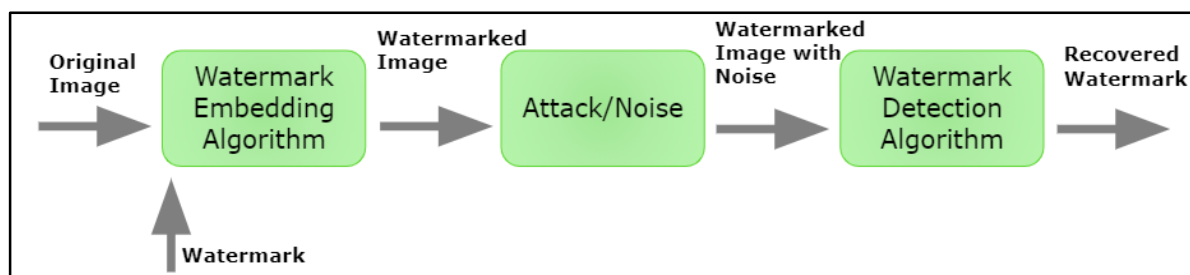 Original
Image
Watermark
Embedding
Algorithm
Watermark
Watermarked
Image
Attack/Noise
Watermarked
Image with
Noise
Watermark
Detection
Algorithm
Recovered
Watermark